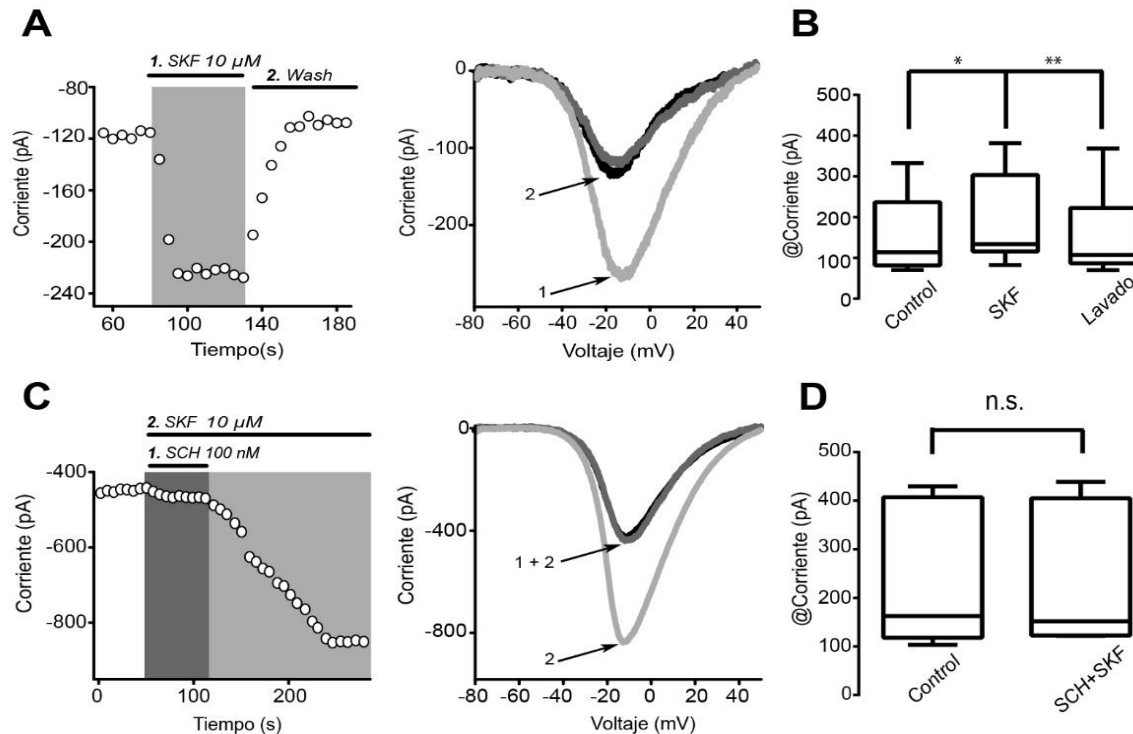 A
1. SKF 10 µM
2. Wash
-80
-120
-160
-200
-240
Corriente (pA)
60
100
140
180
Tiempo(s)
0
-100
-200
Corriente (pA)
2
1
-80
-60
-40
-20
0
20
40
Voltaje (mV)
B
*
**
500
400
300
200
100
0
@Corriente (pA)
Control
SKF
Lavado
C
2. SKF 10 µM
1. SCH 100 nM
-400
-600
-800
Corriente (pA)
0
100
200
Tiempo (s)
0
-400
-800
Corriente (pA)
1 + 2
2
-80
-60
-40
-20
0
20
40
Voltaje (mV)
D
n.s.
500
400
300
200
100
0
@Corriente (pA)
Control
SCH+SKF